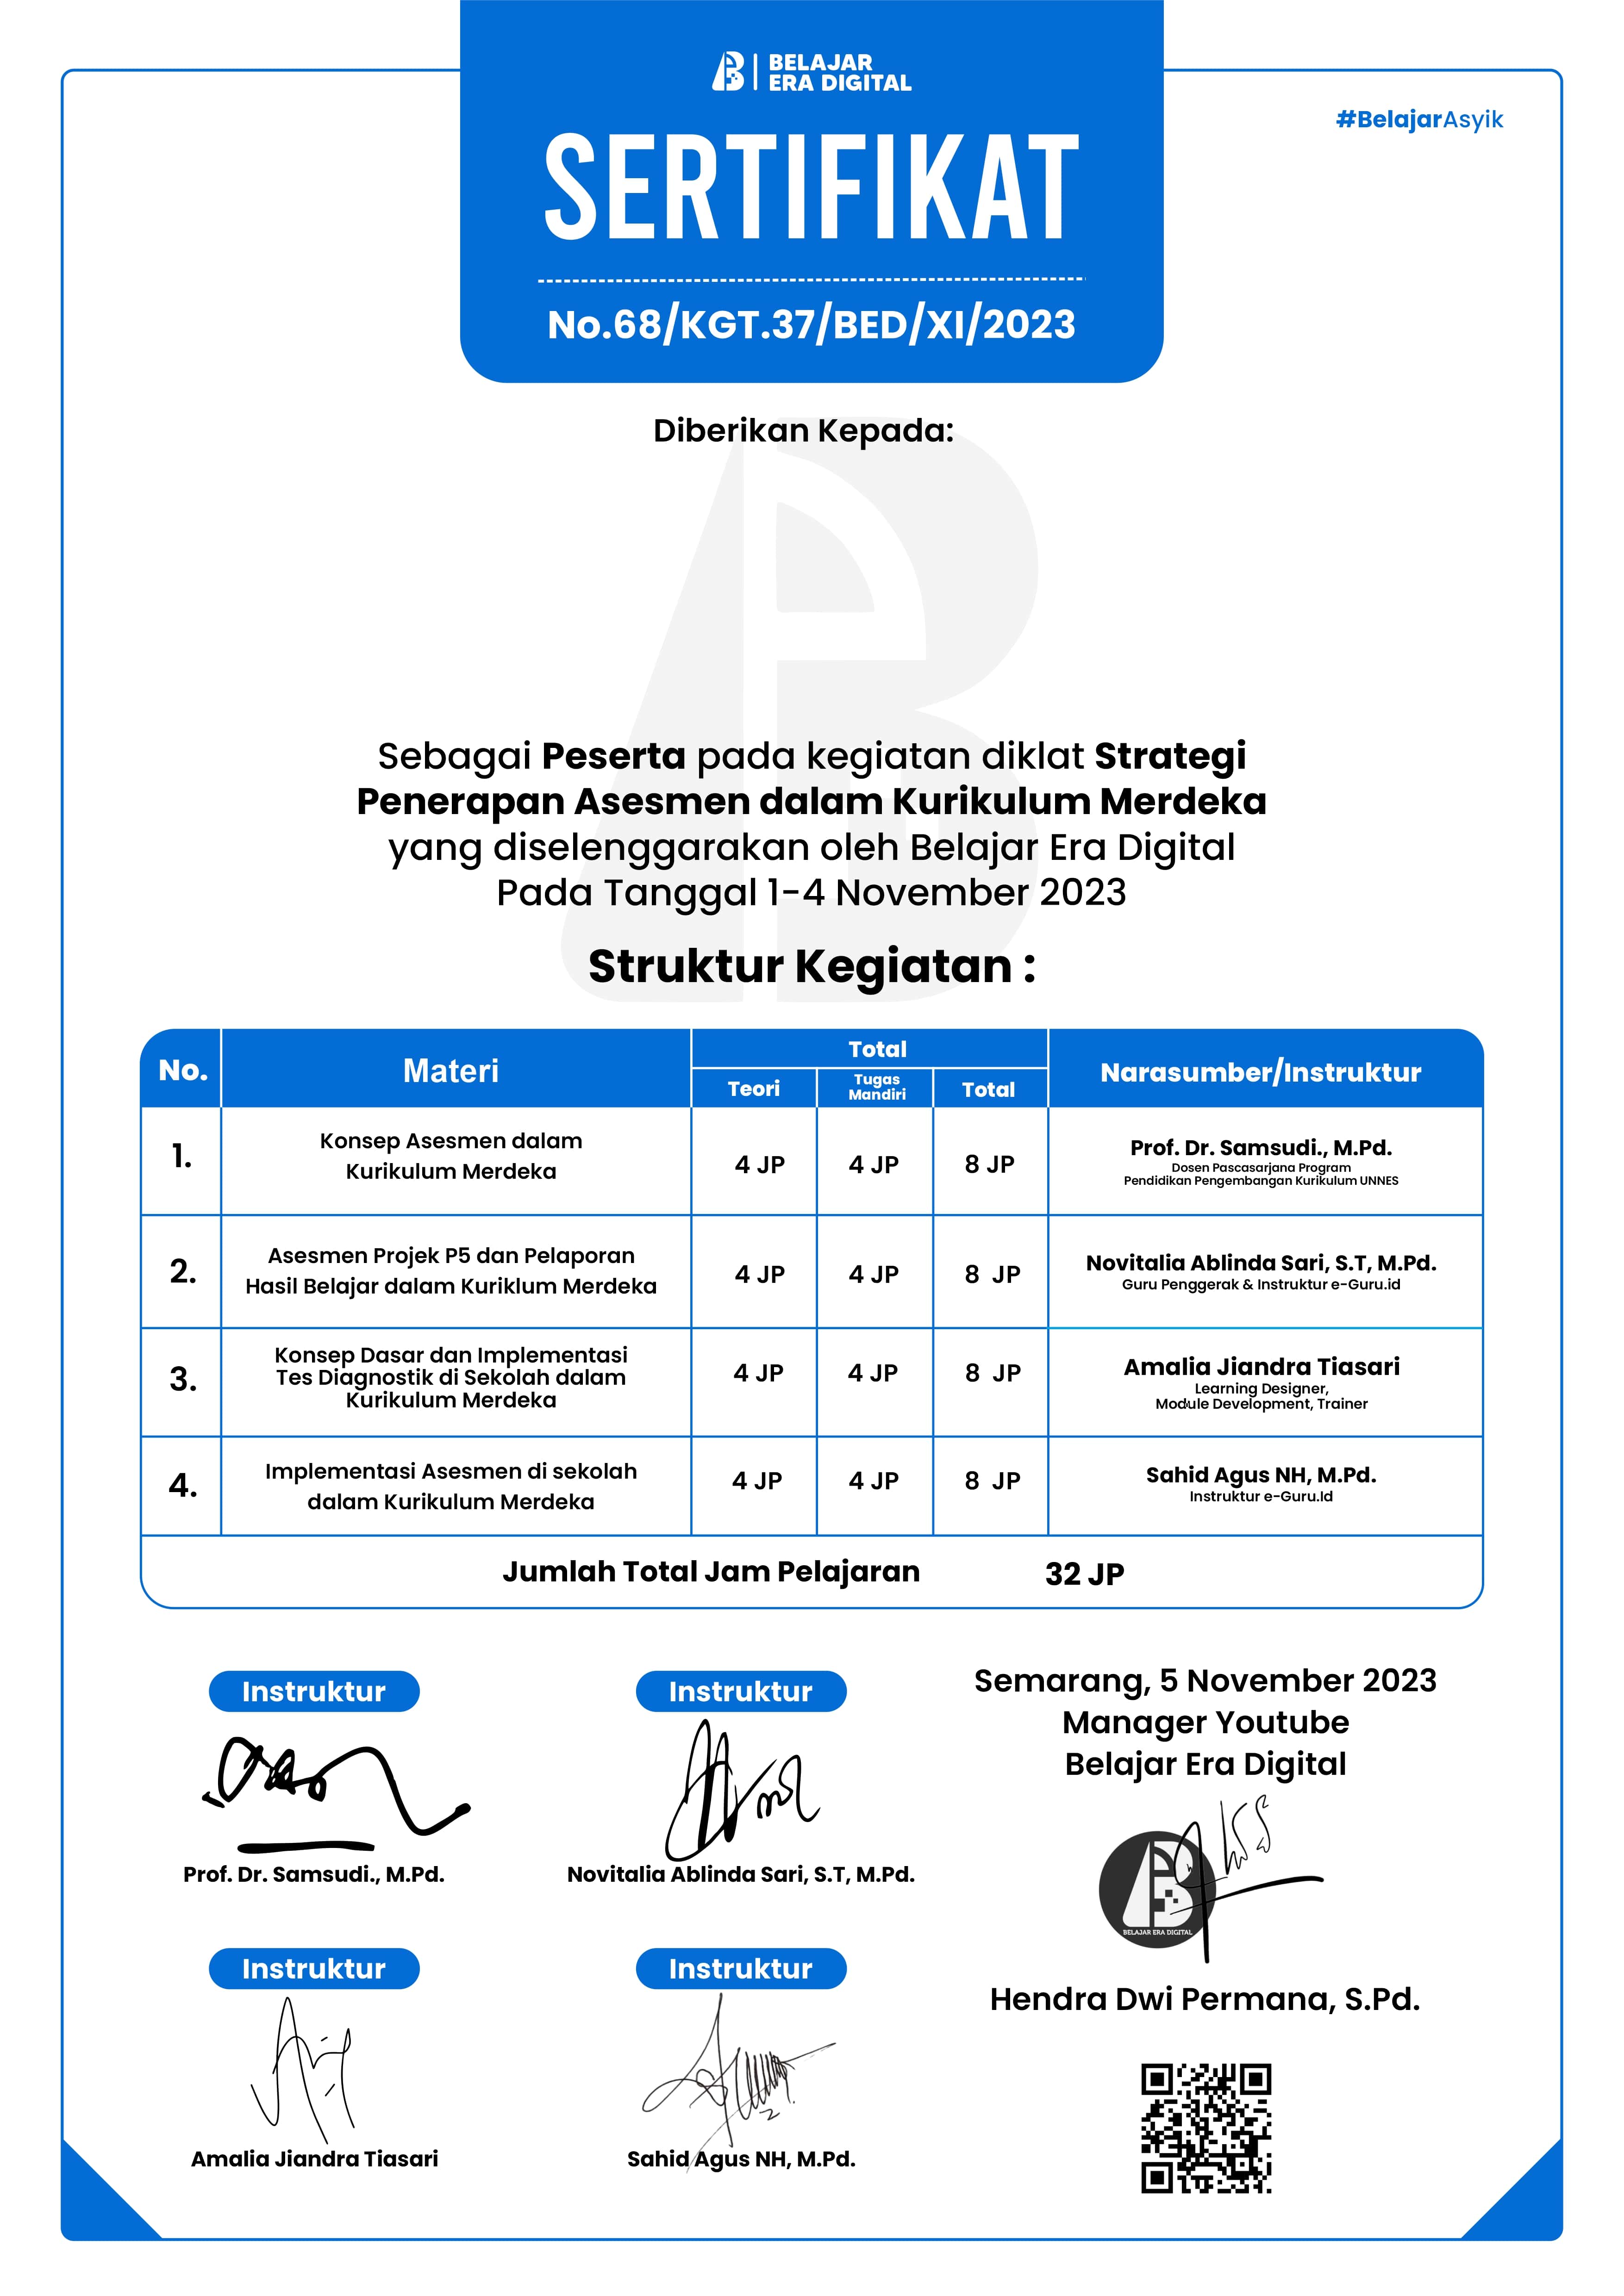 BELAJAR
ERA DIGITAL
#BelajarAsyik
SERTIFIKAT
No.68/KGT.37/BED/XI/2023
Diberikan Kepada:
Sebagai Peserta pada kegiatan diklat Strategi
Penerapan Asesmen dalam Kurikulum Merdeka
yang diselenggarakan oleh Belajar Era Digital
Pada Tanggal 1-4 November 2023
Struktur Kegiatan :
No.
Materi
Total
Teori
Tugas
Mandiri
Total
Narasumber/Instruktur
1.
Konsep Asesmen dalam
Kurikulum Merdeka
4 JP
4 JP
8 JP
Prof. Dr. Samsudi., M.Pd.
Dosen Pascasarjana Program
Pendidikan Pengembangan Kurikulum UNNES
2.
Asesmen Projek P5 dan Pelaporan
Hasil Belajar dalam Kuriklum Merdeka
4 JP
4 JP
8 JP
Novitalia Ablinda Sari, S.T, M.Pd.
Guru Penggerak & Instruktur e-Guru.id
3.
Konsep Dasar dan Implementasi
Tes Diagnostik di Sekolah dalam
Kurikulum Merdeka
4 JP
4 JP
8 JP
Amalia Jiandra Tiasari
Learning Designer,
Module Development, Trainer
4.
Implementasi Asesmen di sekolah
dalam Kurikulum Merdeka
4 JP
4 JP
8 JP
Sahid Agus NH, M.Pd.
Instruktur e-Guru.Id
Jumlah Total Jam Pelajaran 32 JP
Instruktur
Prof. Dr. Samsudi., M.Pd.
Instruktur
Novitalia Ablinda Sari, S.T, M.Pd.
Semarang, 5 November 2023
Manager Youtube
Belajar Era Digital
BELAJAR ERA DIGITAL
Hendra Dwi Permana, S.Pd.
Instruktur
Amalia Jiandra Tiasari
Instruktur
Sahid Agus NH, M.Pd.